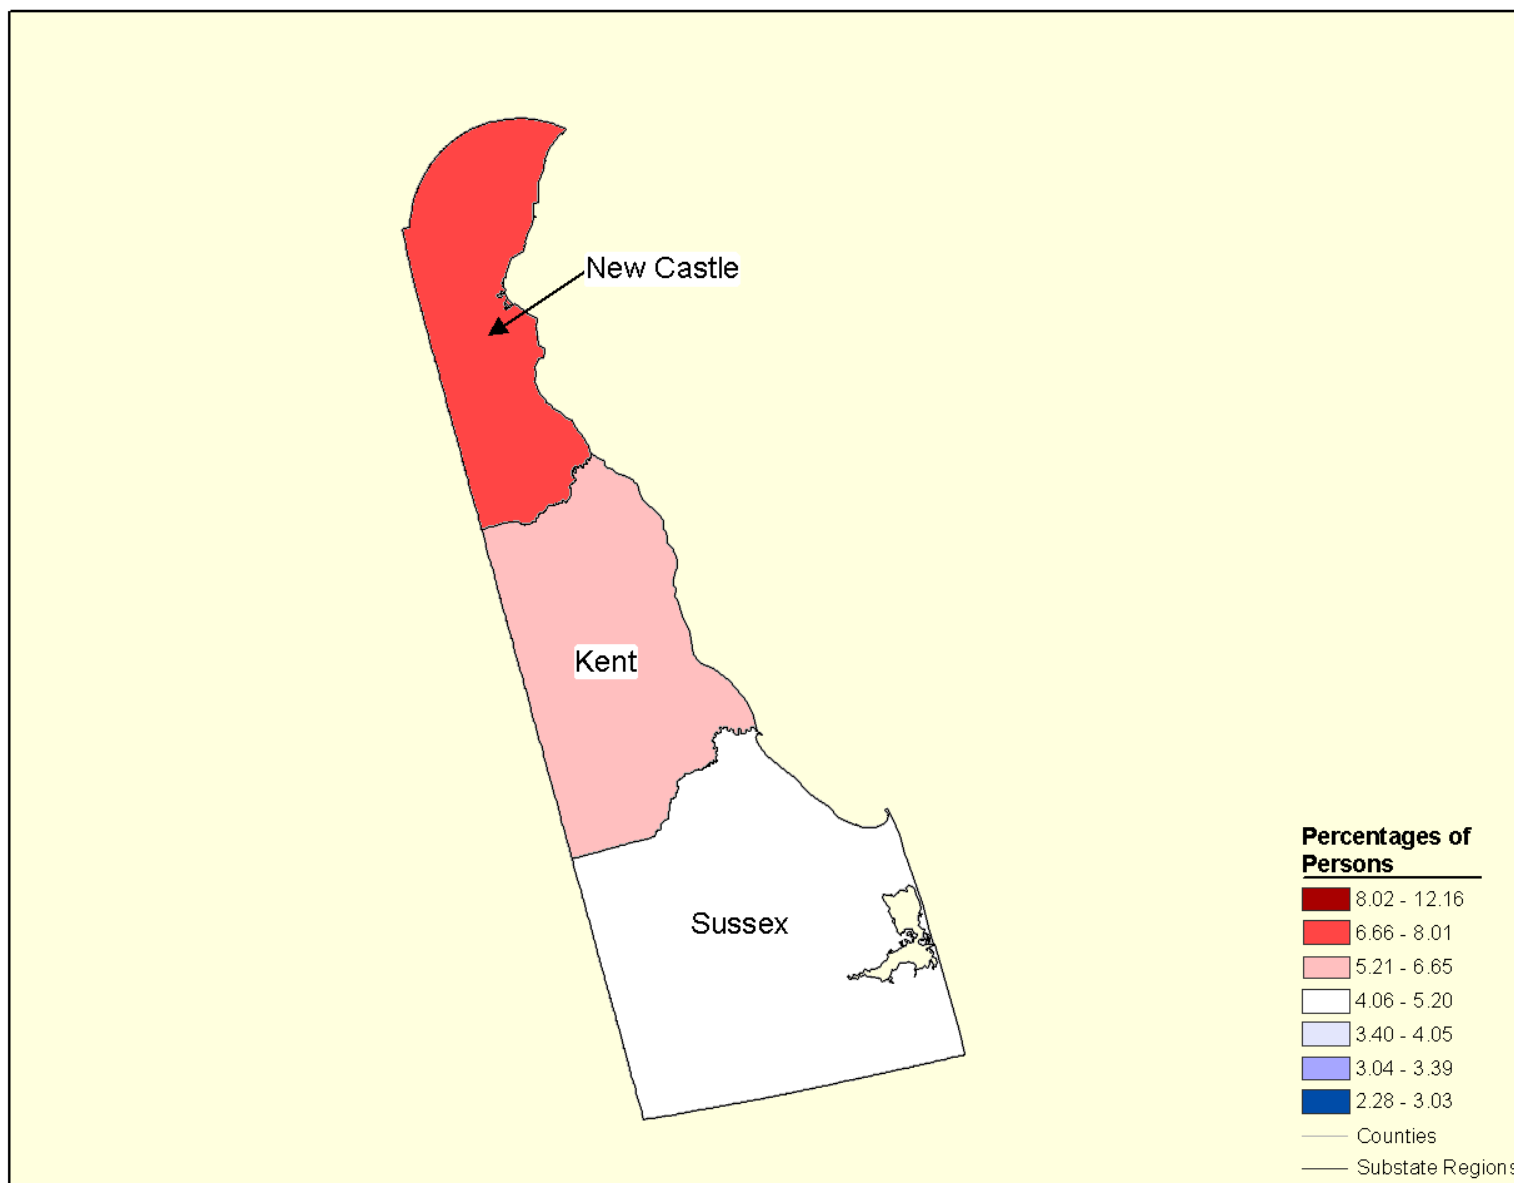 New Castle
Kent
Sussex
Percentages of
Persons
8.02 - 12.16
6.66 - 8.01
5.21 - 6.65
4.06 - 5.20
3.40 - 4.05
3.04 - 3.39
2.28 - 3.03
Counties
Substate Regions